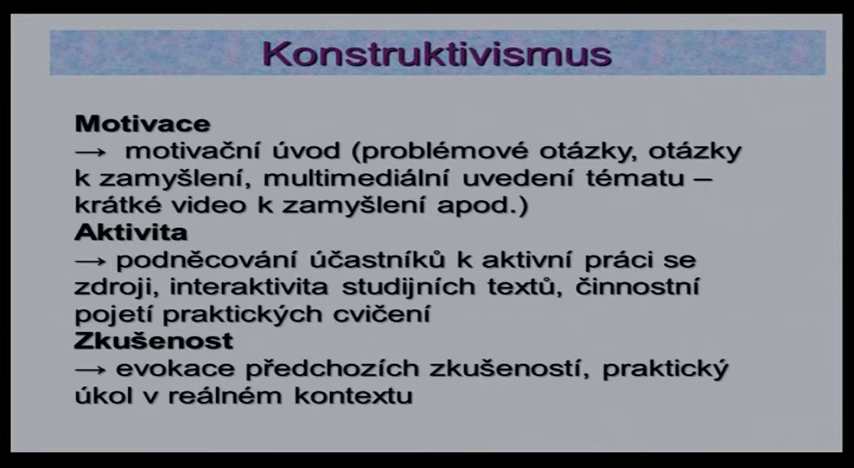 Konstruktivismus
Motivace
→ motivační úvod (problémové otázky, otázky
k zamyšlení, multimediální uvedení tématu –
krátké video k zamyšlení apod.)
Aktivita
→ podněcování účastníků k aktivní práci se
zdroji, interaktivita studijních textů, činnostní
pojetí praktických cvičení
Zkušenost
→ evokace předchozích zkušeností, praktický
úkol v reálném kontextu